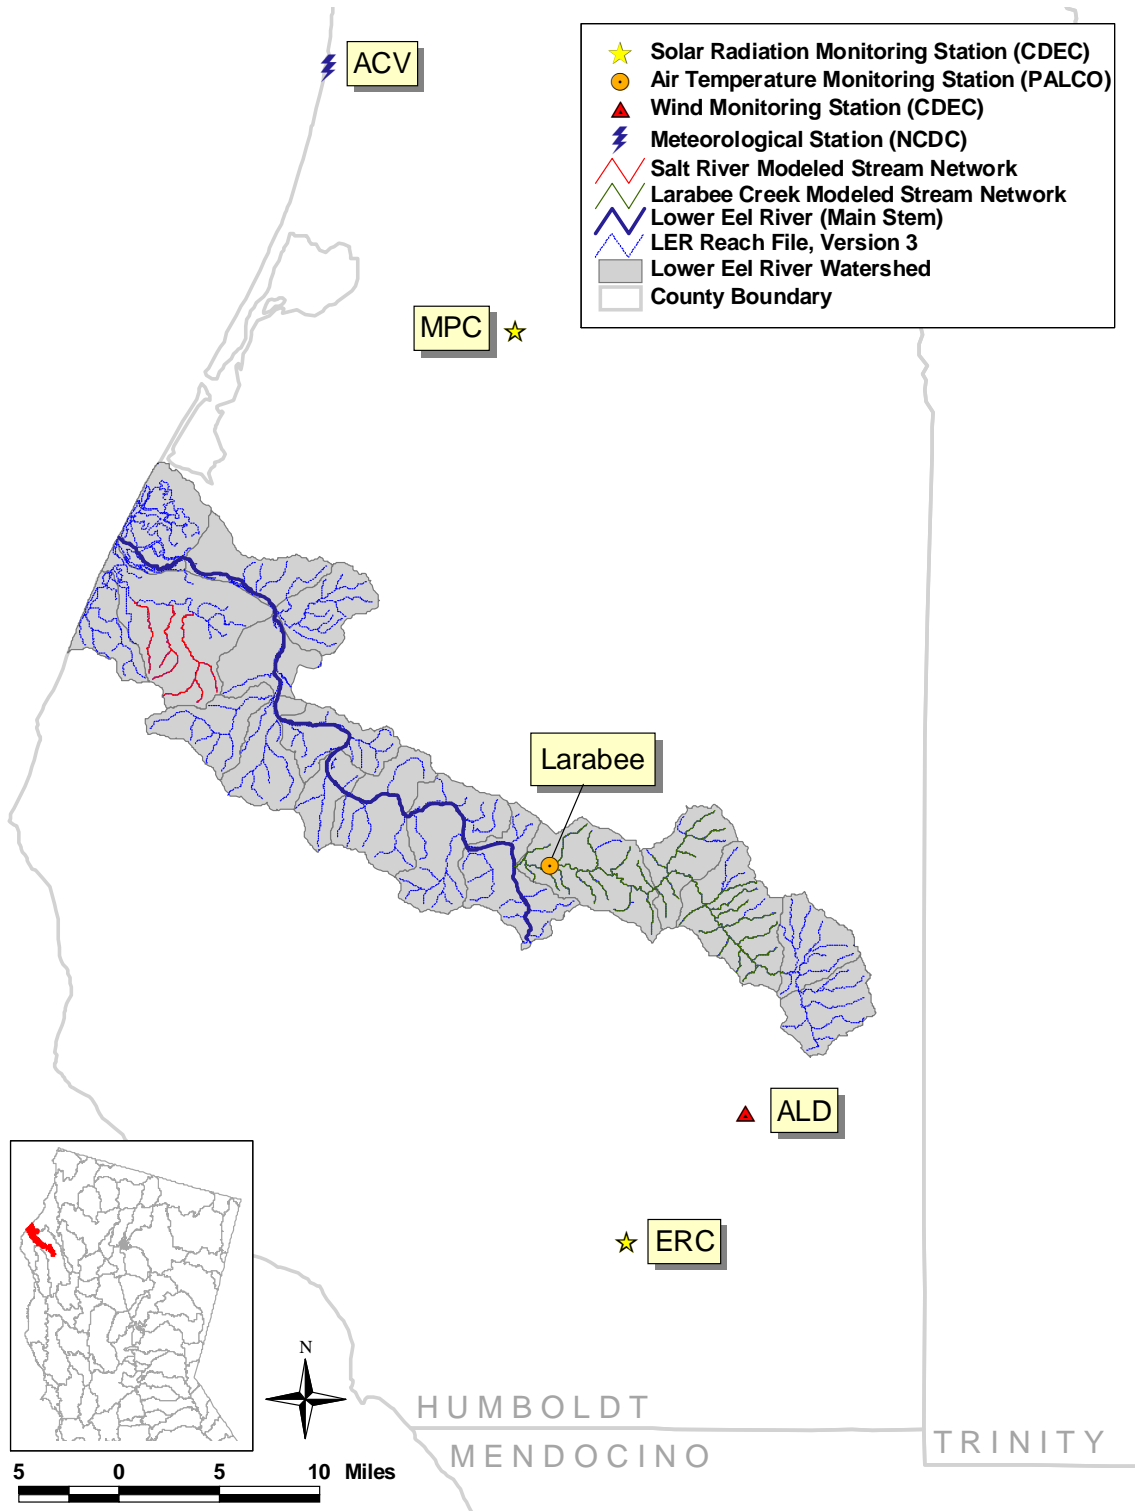 ACV
Solar Radiation Monitoring Station (CDEC)
Air Temperature Monitoring Station (PALCO)
Wind Monitoring Station (CDEC)
Meteorological Station (NCDC)
Salt River Modeled Stream Network
Larabee Creek Modeled Stream Network
Lower Eel River (Main Stem)
LER Reach File, Version 3
Lower Eel River Watershed
County Boundary
MPC
Larabee
ALD
ERC
N
HUMBOLDT
MENDOCINO
TRINITY
5 0 5 10 Miles